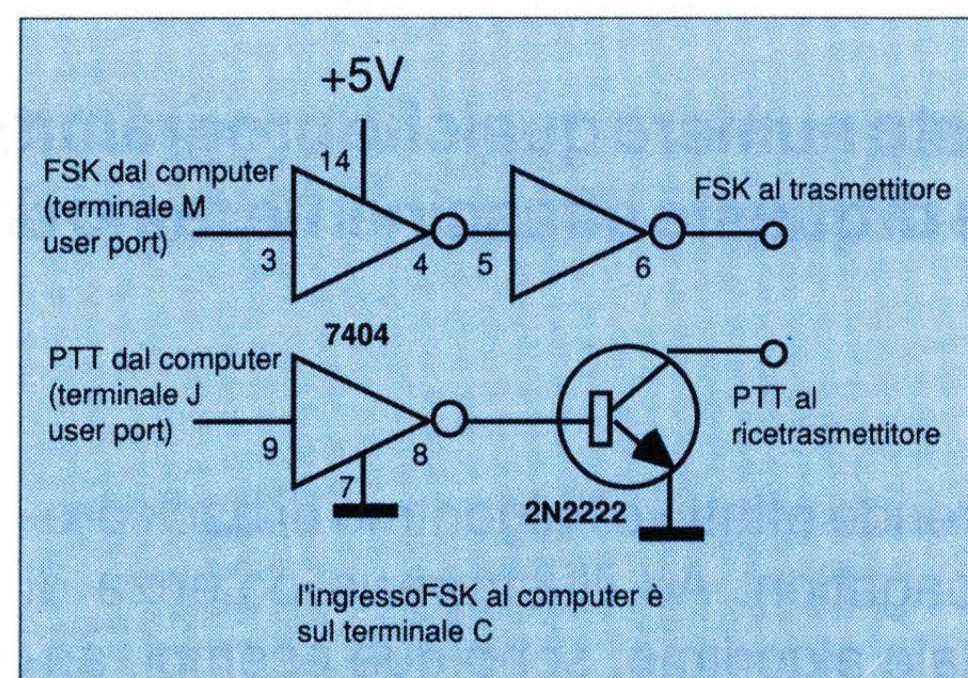 +5V
14
FSK dal computer
(terminale M
user port)
3
4
5
6
FSK al trasmettitore
7404
PTT dal computer
(terminale J
user port)
9
8
7
2N2222
PTT al
ricetrasmettitore
l'ingressoFSK al computer è
sul terminale C